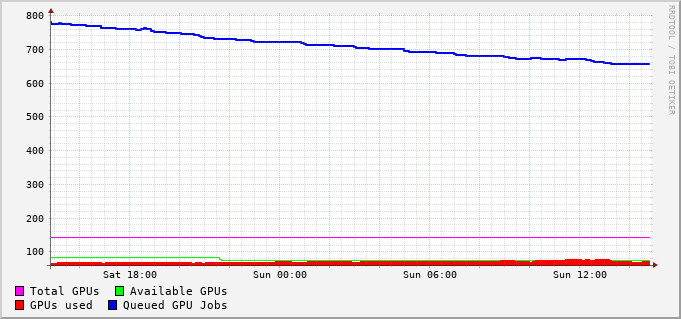 800
700
600
500
400
300
200
100
Sat 18:00 Sun 00:00 Sun 06:00 Sun 12:00
Total GPUs Available GPUs
GPUs used Queued GPU Jobs
RRDTOOL / TOBI OETIKER